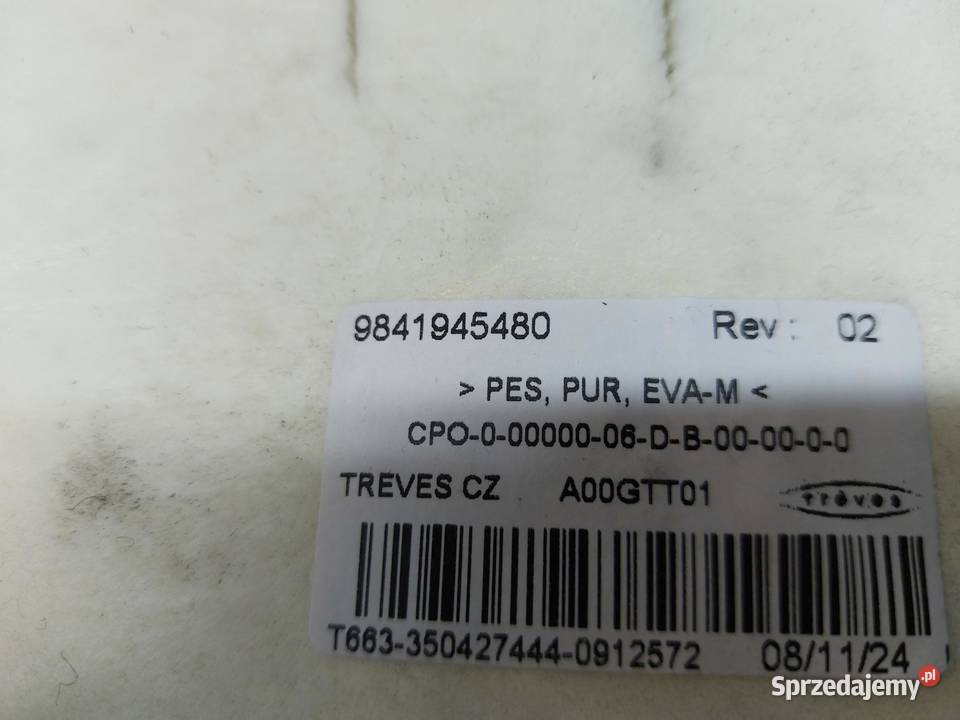 9841945480 Rev : 02
> PES, PUR, EVA-M <
CPO-0-00000-06-D-B-00-00-0-0
TREVES CZ A00GTT01 trèves
T663-350427444-0912572 08/11/24
Sprzedajemy.pl